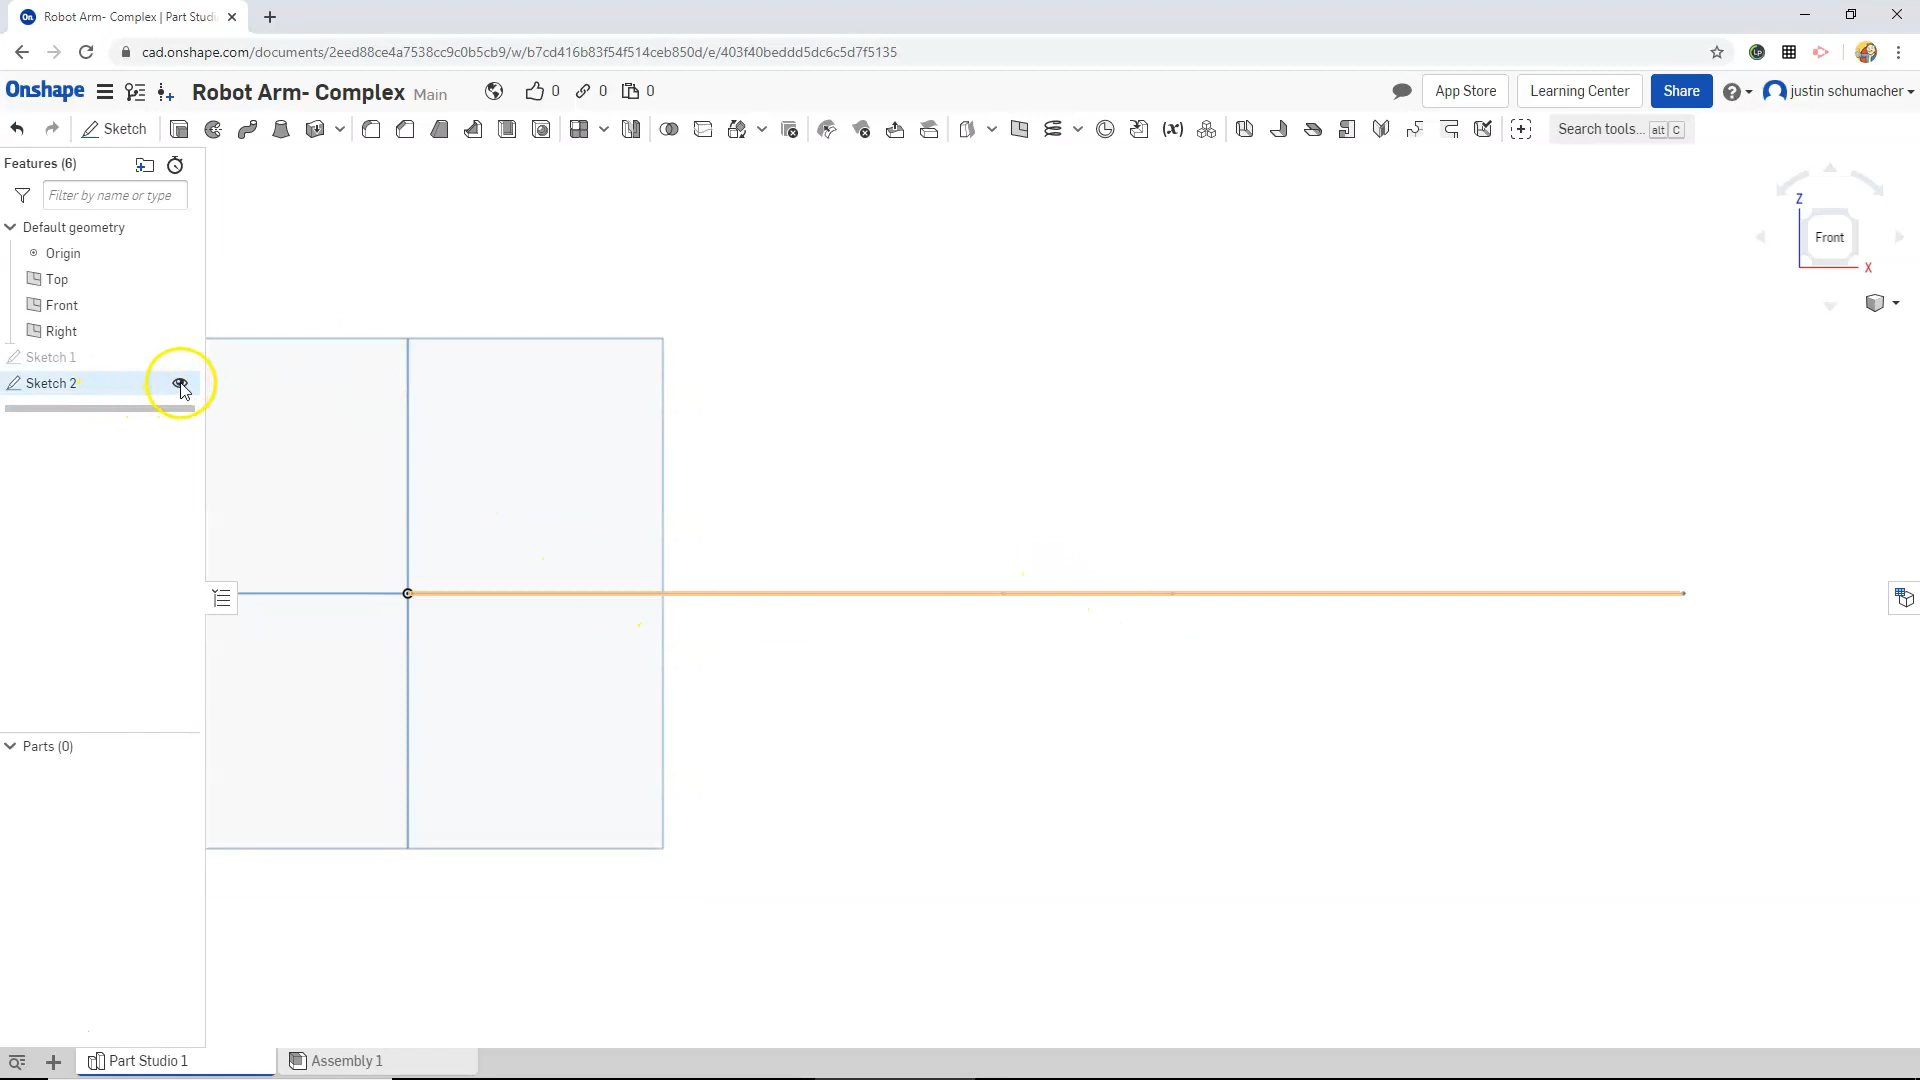 Robot Arm- Complex | Part Studi
cad.onshape.com/documents/2eed88ce4a7538cc9c0b5cb9/w/b7cd416b83f54f514ceb850d/e/403f40beddd5dc6c5d7f5135
On
LP
Onshape
Robot Arm- Complex Main
0 0 0
App Store
Learning Center
Share
justin schumacher
Sketch
(x)
Search tools... alt C
Features (6)
Filter by name or type
Default geometry
Origin
Top
Front
Right
Sketch 1
Sketch 2
Z
Front
X
Parts (0)
Part Studio 1
Assembly 1